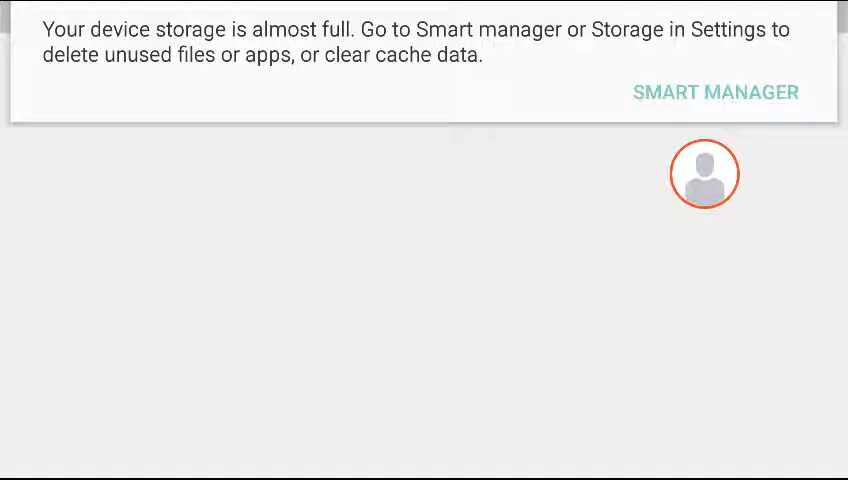 Your device storage is almost full. Go to Smart manager or Storage in Settings to
delete unused files or apps, or clear cache data.
SMART MANAGER